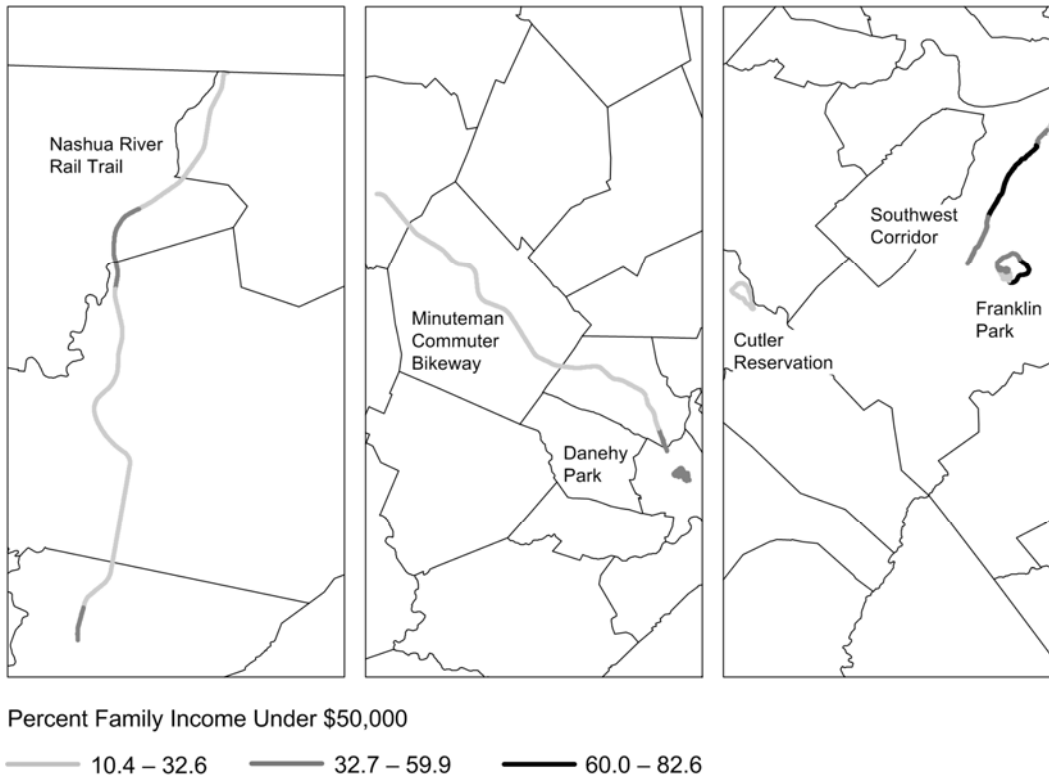 Nashua River
Rail Trail
Minuteman
Commuter
Bikeway
Danehy
Park
Southwest
Corridor
Franklin
Park
Cutler
Reservation
Percent Family Income Under $50,000
10.4 – 32.6 32.7 – 59.9 60.0 – 82.6